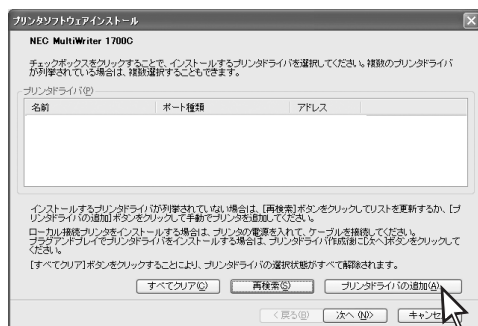 プリンタソフトウェアインストール
NEC MultiWriter 1700C
チェックボックスをクリックすることで、インストールするプリンタドライバを選択してください。複数のプリンタドライバ
が列挙されている場合は、複数選択することもできます。
プリンタドライバ(P)
名前 ポート種類 アドレス
インストールするプリンタドライバが列挙されていない場合は、[再検索]ボタンをクリックしてリストを更新するか、[プ
リンタドライバの追加]ボタンをクリックして手動でプリンタを追加してください。
ローカル接続プリンタをインストールする場合は、プリンタの電源を入れて、ケーブルを接続してください。
プラグアンドプレイでプリンタドライバをインストールする場合は、プリンタドライバ作成後に[次へ]ボタンをクリックして
ください。
[すべてクリア]ボタンをクリックすることにより、プリンタドライバの選択状態がすべて解除されます。
すべてクリア(C) 再検索(S) プリンタドライバの追加(A)
< 戻る(B) 次へ (N)> キャンセ